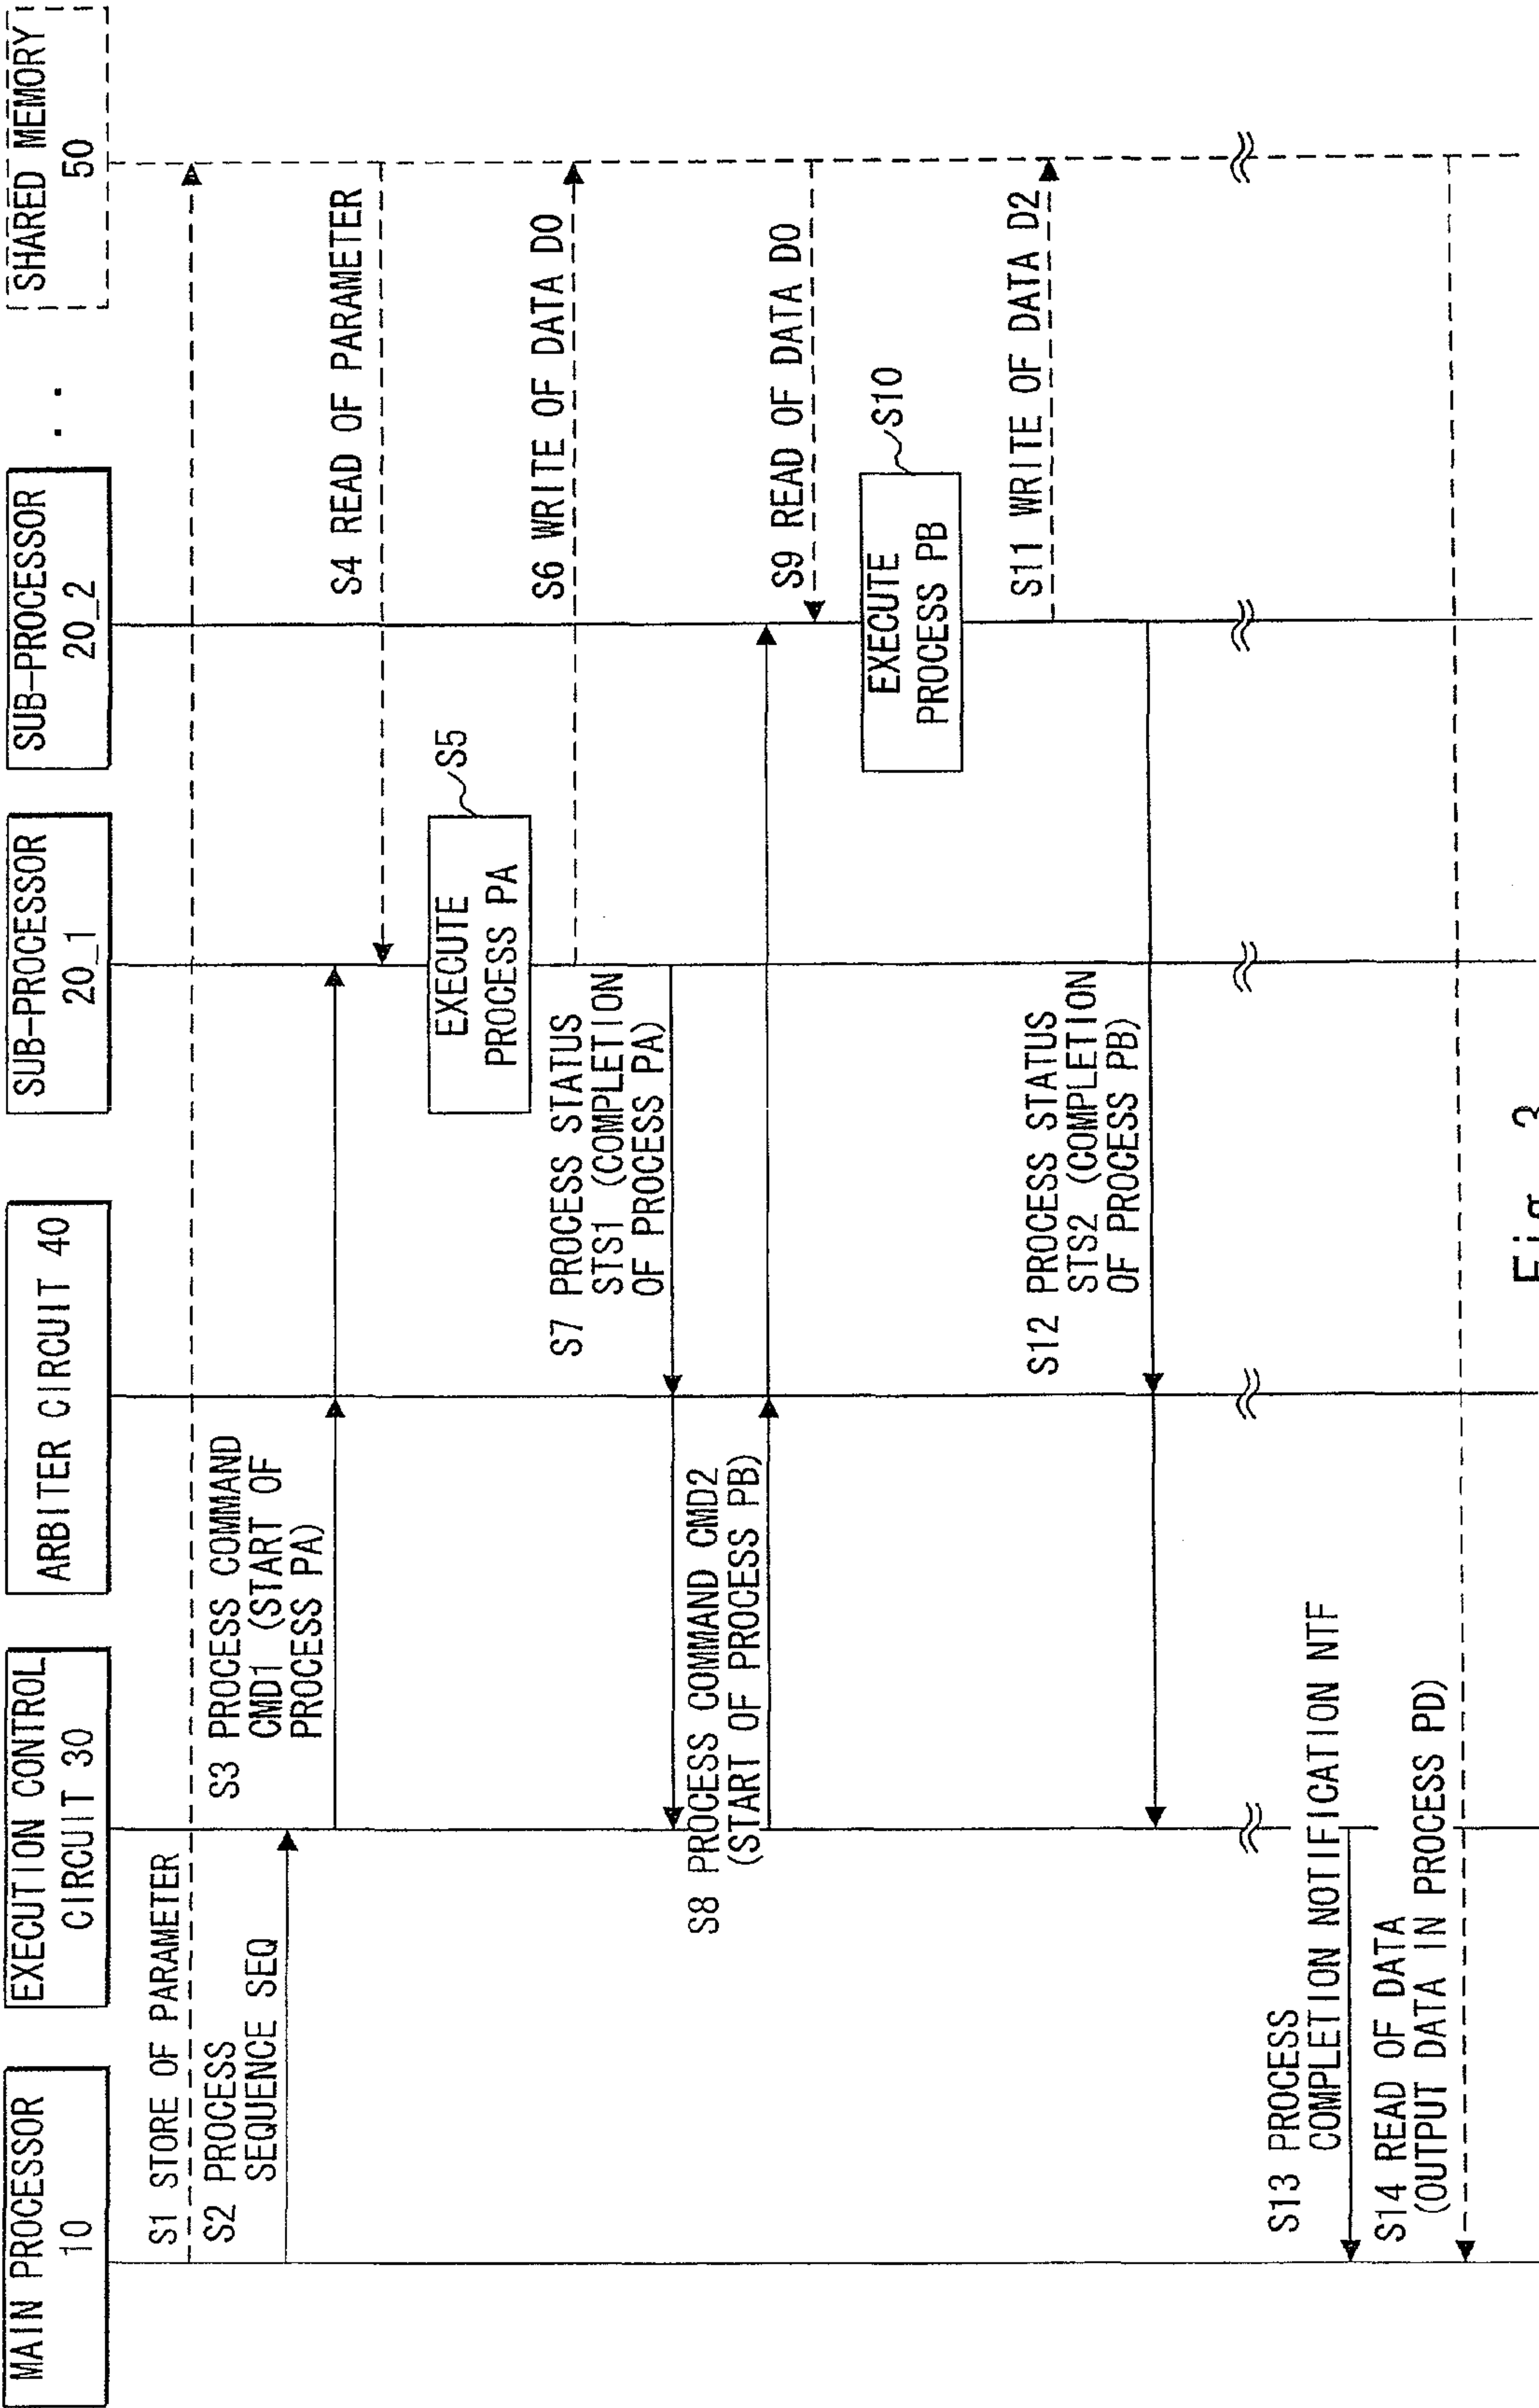 MAIN PROCESSOR
10
EXECUTION CONTROL
CIRCUIT 30
ARBITER CIRCUIT 40
SUB-PROCESSOR
20_1
SUB-PROCESSOR
20_2
. .
SHARED MEMORY
50
S1 STORE OF PARAMETER
S2 PROCESS
SEQUENCE SEQ
S3 PROCESS COMMAND
CMD1 (START OF
PROCESS PA)
S4 READ OF PARAMETER
EXECUTE
PROCESS PA
S5
S6 WRITE OF DATA D0
S7 PROCESS STATUS
STS1 (COMPLETION
OF PROCESS PA)
S8 PROCESS COMMAND CMD2
(START OF PROCESS PB)
S9 READ OF DATA D0
EXECUTE
PROCESS PB
S10
S11 WRITE OF DATA D2
S12 PROCESS STATUS
STS2 (COMPLETION
OF PROCESS PB)
S13 PROCESS
COMPLETION NOTIFICATION NTF
S14 READ OF DATA
(OUTPUT DATA IN PROCESS PD)
Fig.